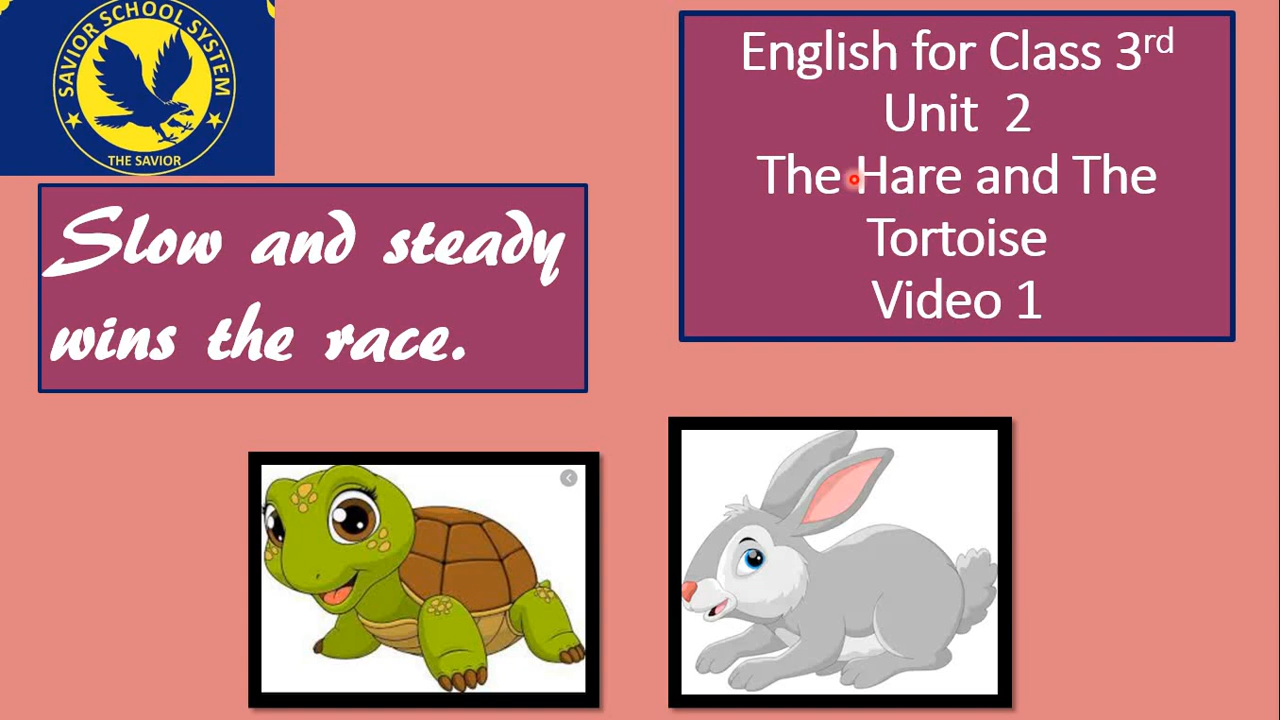 SAVIOR SCHOOL SYSTEM
THE SAVIOR
Slow and steady
wins the race.
English for Class 3rd
Unit 2
The Hare and The
Tortoise
Video 1